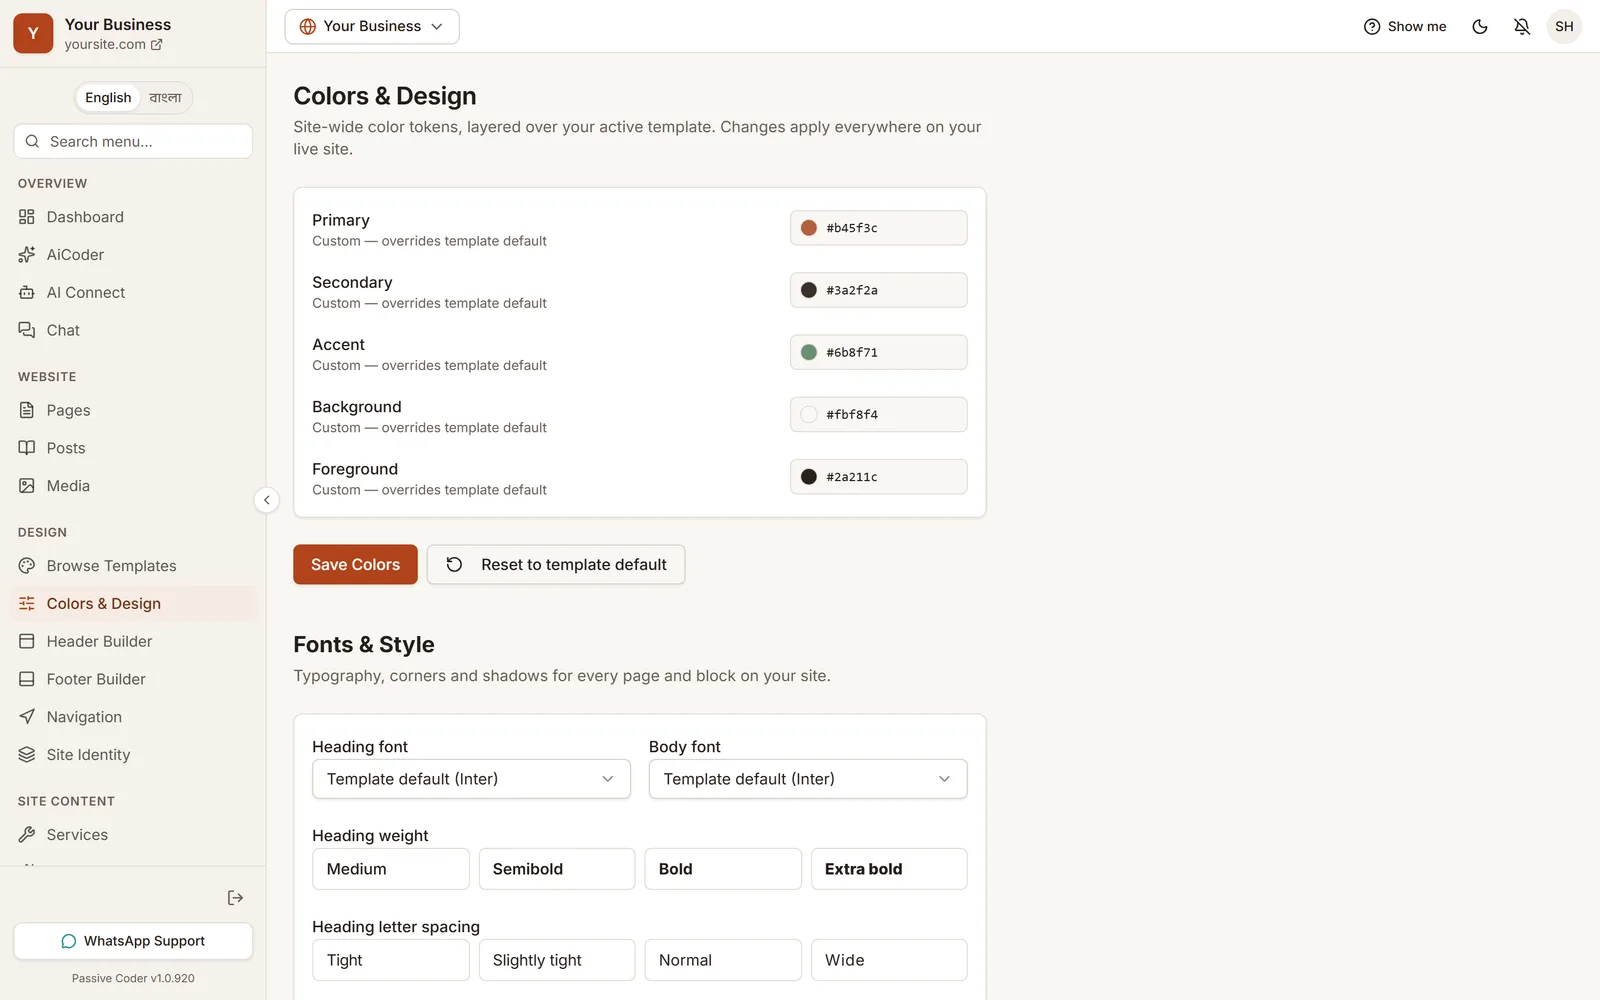 Y
Your Business
yoursite.com
English
বাংলা
Search menu...
OVERVIEW
Dashboard
AiCoder
AI Connect
Chat
WEBSITE
Pages
Posts
Media
DESIGN
Browse Templates
Colors & Design
Header Builder
Footer Builder
Navigation
Site Identity
SITE CONTENT
Services
WhatsApp Support
Passive Coder v1.0.920
Your Business
Show me
SH
Colors & Design
Site-wide color tokens, layered over your active template. Changes apply everywhere on your
live site.
Primary
Custom — overrides template default
#b45f3c
Secondary
Custom — overrides template default
#3a2f2a
Accent
Custom — overrides template default
#6b8f71
Background
Custom — overrides template default
#fbf8f4
Foreground
Custom — overrides template default
#2a211c
Save Colors
Reset to template default
Fonts & Style
Typography, corners and shadows for every page and block on your site.
Heading font
Template default (Inter)
Body font
Template default (Inter)
Heading weight
Medium
Semibold
Bold
Extra bold
Heading letter spacing
Tight
Slightly tight
Normal
Wide